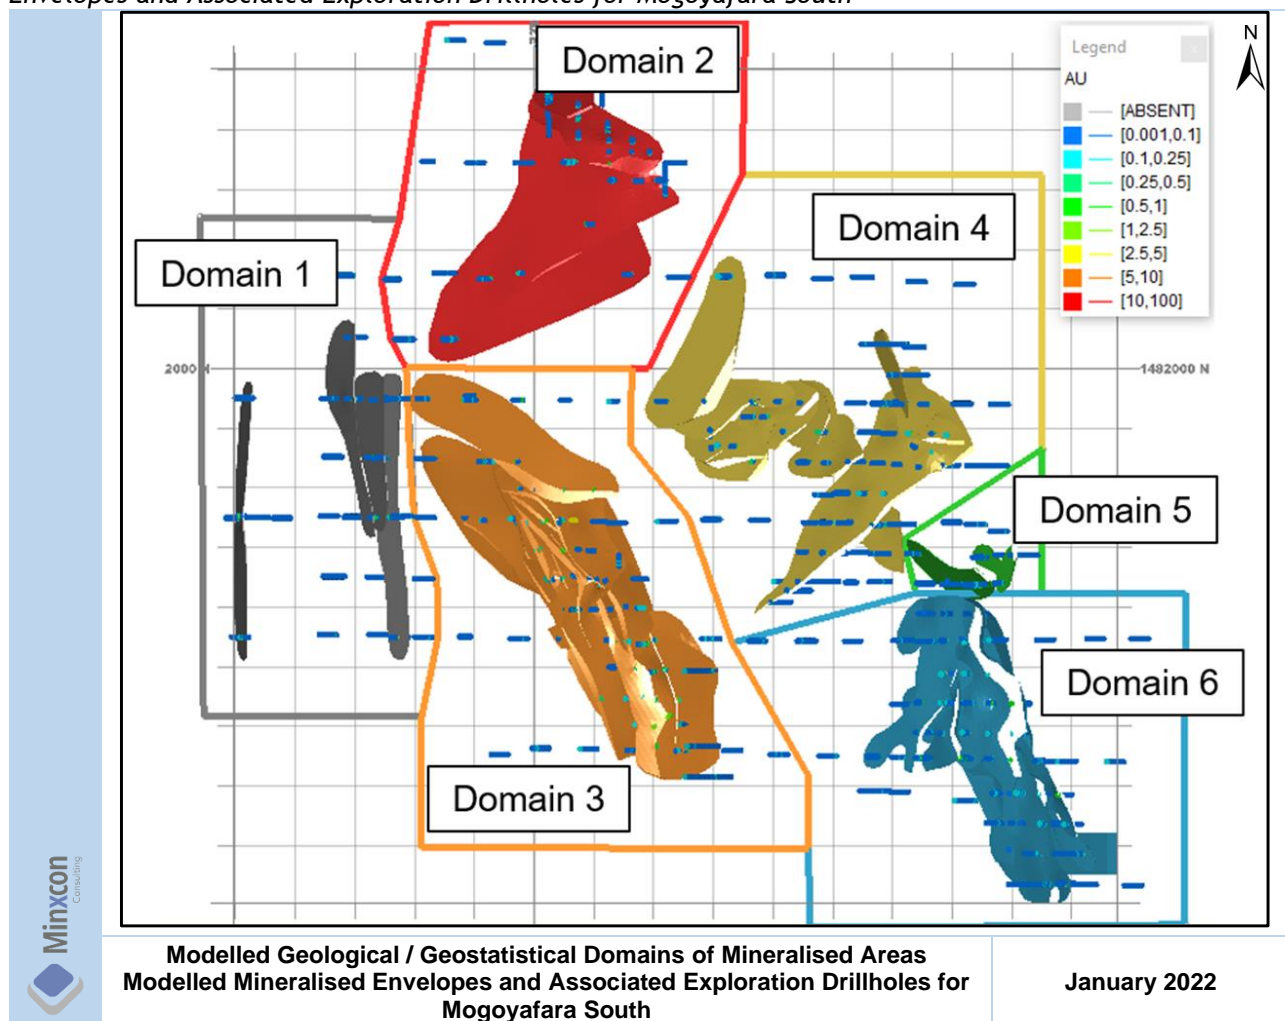 Envelopes and Associated Exploration Drillholes for Mogoyafara South
N
Domain 2
Legend
AU
[ABSENT]
[0.001,0.1]
[0.1,0.25]
[0.25,0.5]
[0.5,1]
[1,2.5]
[2.5,5]
[5,10]
[10,100]
Domain 4
Domain 1
1482000 N
Domain 5
Domain 6
Domain 3
Minxcon
Consulting
Modelled Geological / Geostatistical Domains of Mineralised Areas
Modelled Mineralised Envelopes and Associated Exploration Drillholes for
Mogoyafara South
January 2022